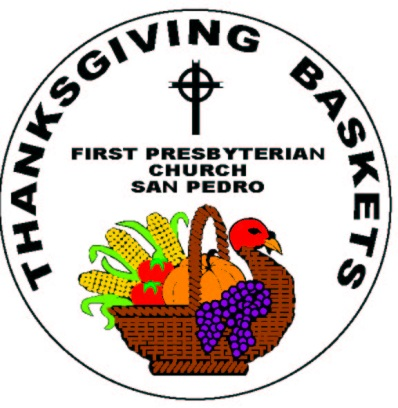 THANKSGIVING BASKETS
FIRST PRESBYTERIAN
CHURCH
SAN PEDRO